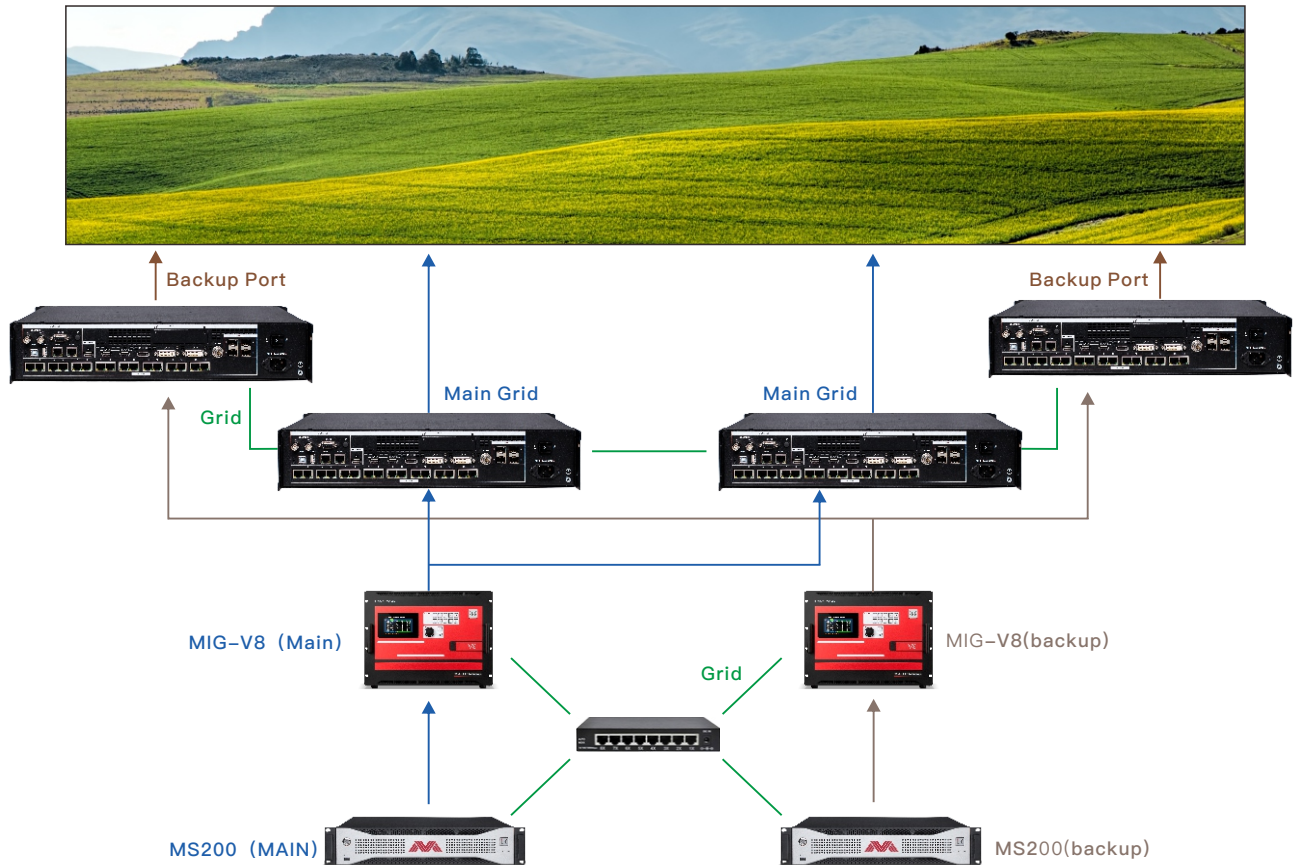 Backup Port
Backup Port
Main Grid
Main Grid
Grid
MIG-V8 (Main)
MIG-V8(backup)
Grid
MS200 (MAIN)
MS200(backup)